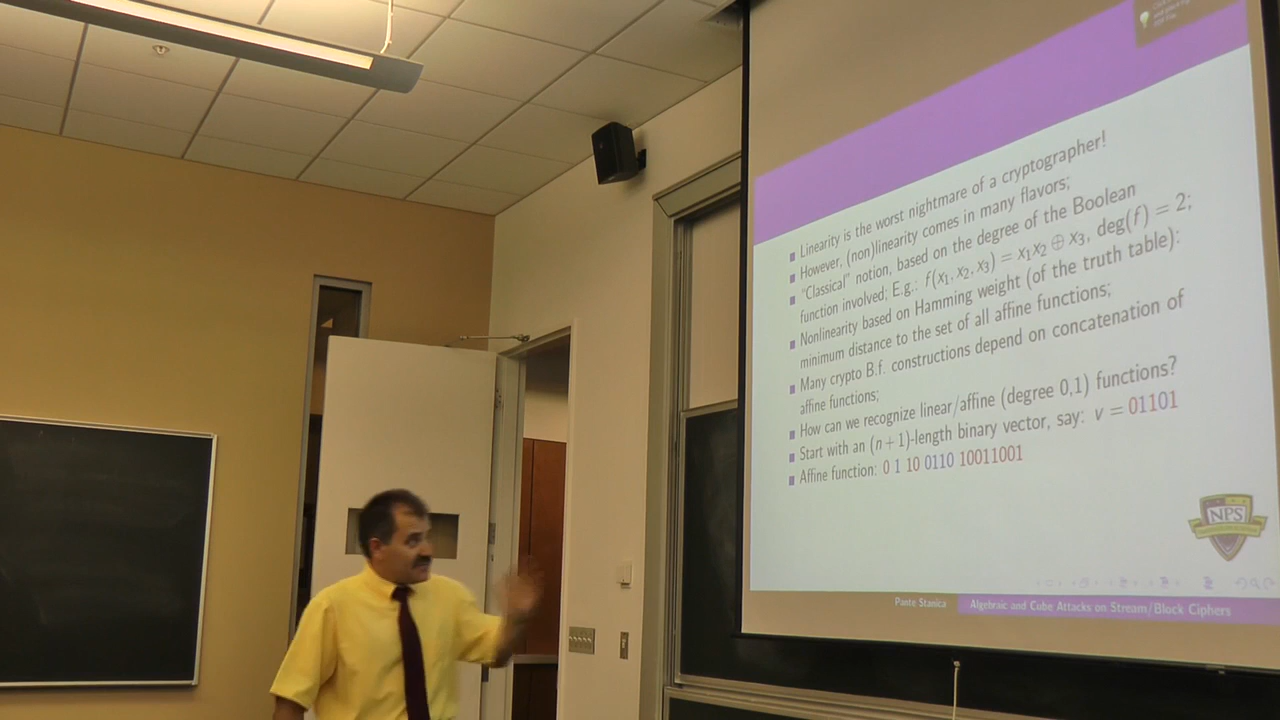 Linearity is the worst nightmare of a cryptographer!
However, (non)linearity comes in many flavors;
"Classical" notion, based on the degree of the Boolean
function involved; E.g.: f(x₁, x₂, x₃) = x₁x₂ ⊕ x₃, deg(f) = 2;
Nonlinearity based on Hamming weight (of the truth table):
minimum distance to the set of all affine functions;
Many crypto B.f. constructions depend on concatenation of
affine functions;
How can we recognize linear/affine (degree 0,1) functions?
Start with an (n + 1)-length binary vector, say: v = 01101
Affine function: 0 1 10 0110 10011001
NPS
Pante Stanica
Algebraic and Cube Attacks on Stream/Block Ciphers